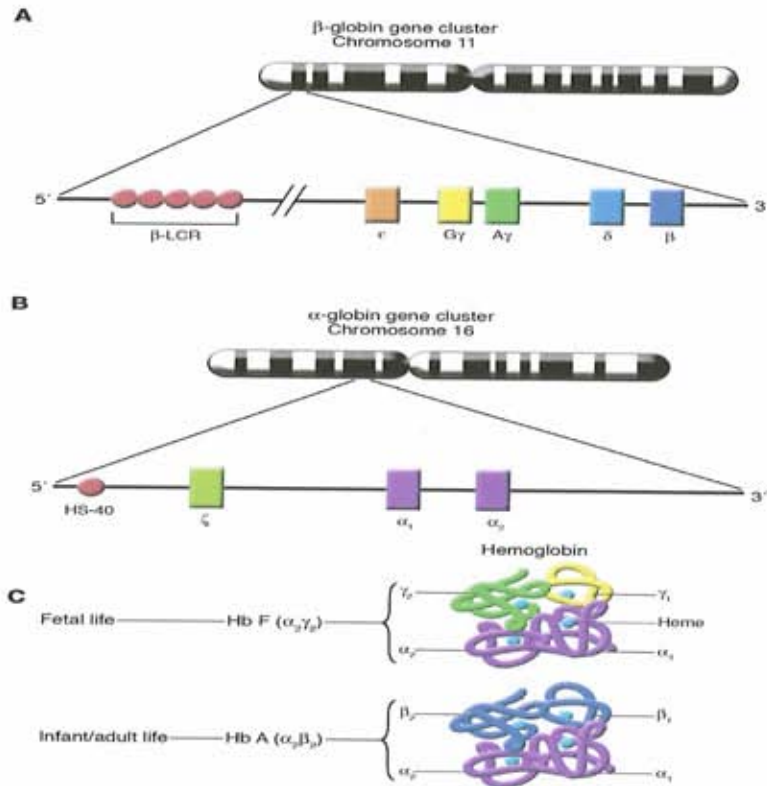 A
β-globin gene cluster
Chromosome 11
5′
3′
β-LCR
ε
Gγ
Aγ
δ
β
B
α-globin gene cluster
Chromosome 16
5′
3′
HS-40
ζ
α₁
α₂
Hemoglobin
C
γ₂
γ₁
Fetal life
Hb F (α₂γ₂)
Heme
α₂
α₁
β₂
β₁
Infant/adult life
Hb A (α₂β₂)
α₂
α₁